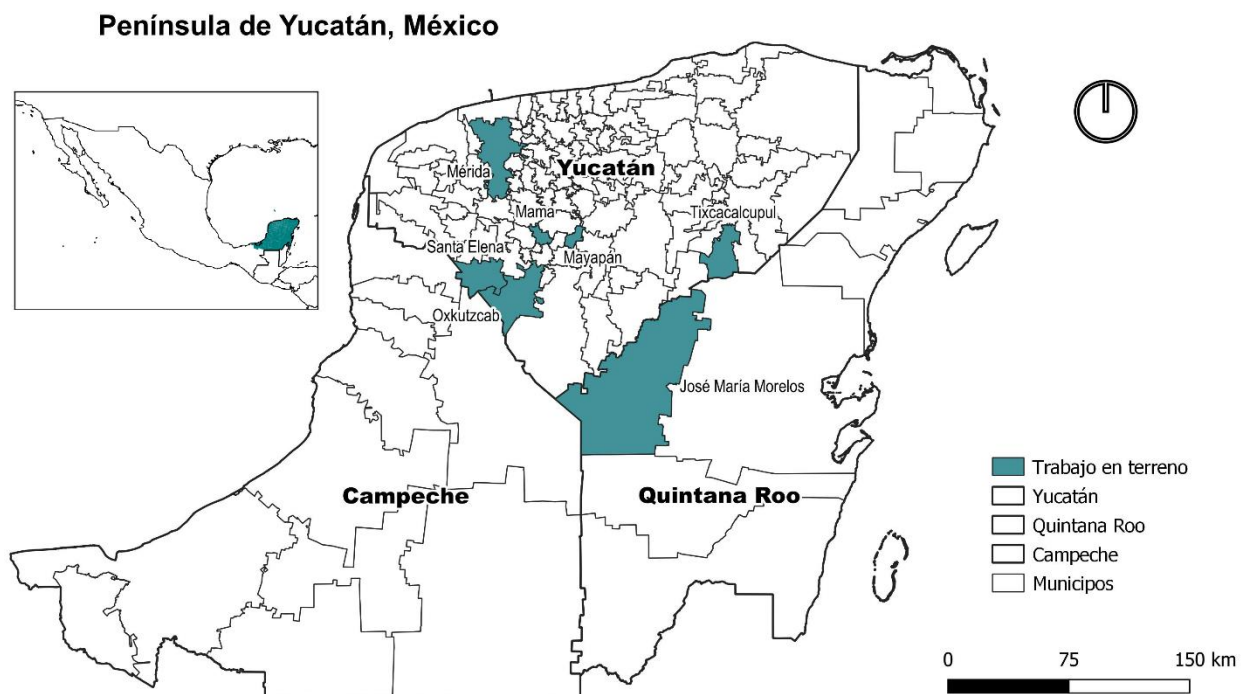 Península de Yucatán, México
Mérida
Yucatán
Mama
Tixcacalcupul
Santa Elena
Mayapán
Oxkutzcab
José María Morelos
Campeche
Quintana Roo
Trabajo en terreno
Yucatán
Quintana Roo
Campeche
Municipos
0 75 150 km